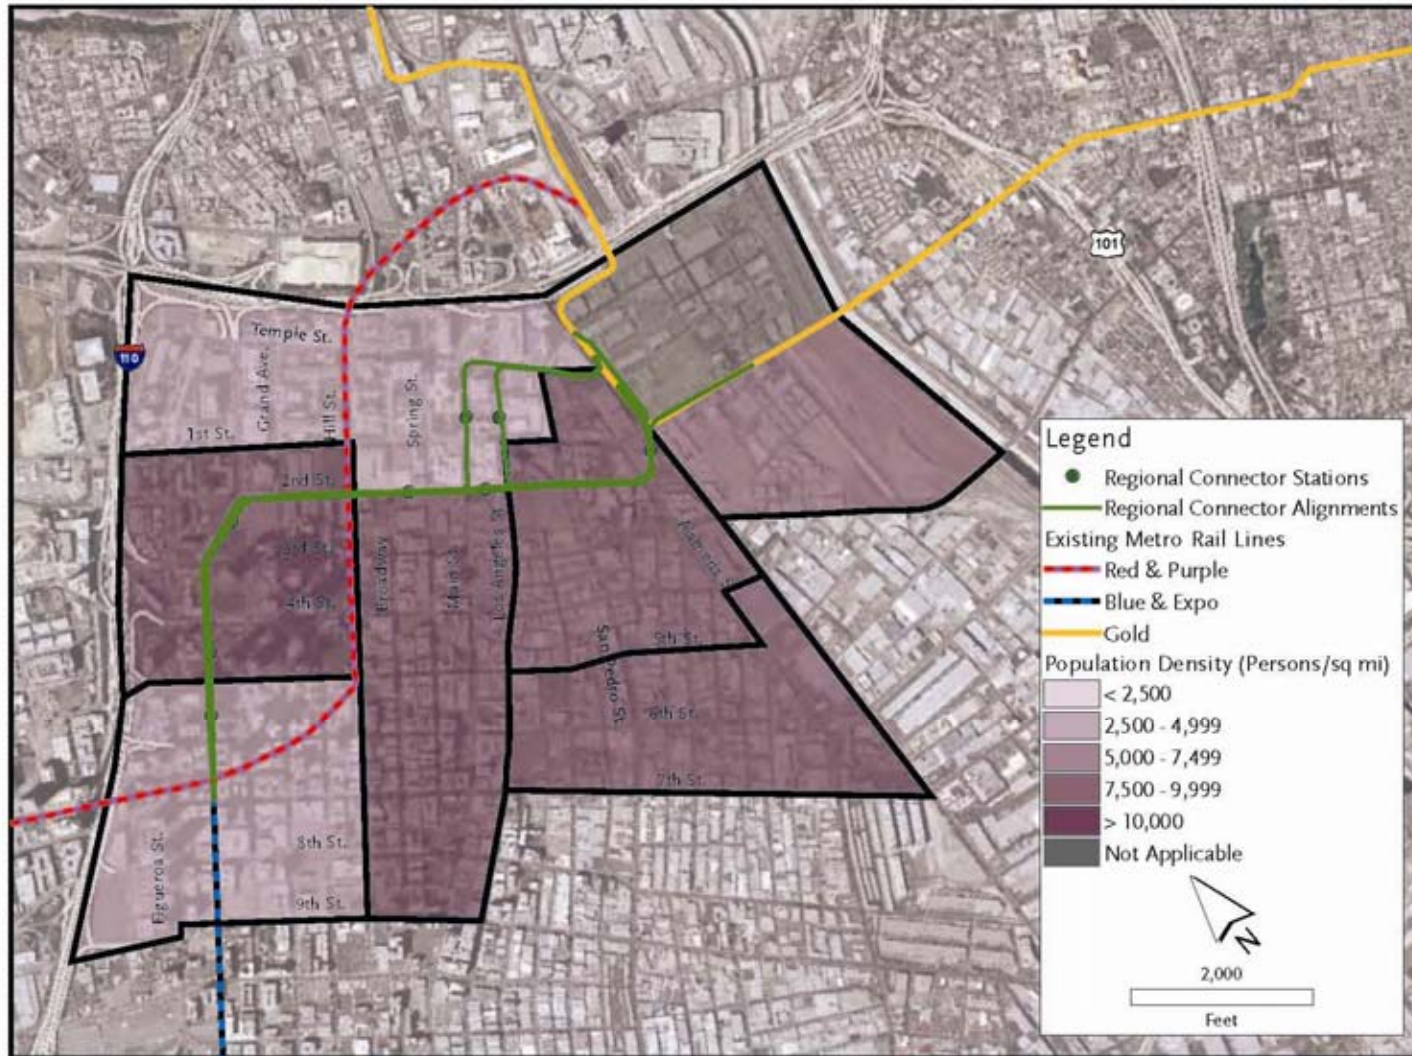 101
110
Temple St.
Grand Ave.
Hill St.
Spring St.
1st St.
2nd St.
3rd St.
4th St.
Broadway
Main St.
Los Angeles St.
Alameda St.
5th St.
San Pedro St.
6th St.
7th St.
8th St.
9th St.
Figueroa St.
Legend
Regional Connector Stations
Regional Connector Alignments
Existing Metro Rail Lines
Red & Purple
Blue & Expo
Gold
Population Density (Persons/sq mi)
< 2,500
2,500 - 4,999
5,000 - 7,499
7,500 - 9,999
> 10,000
Not Applicable
N
2,000
Feet